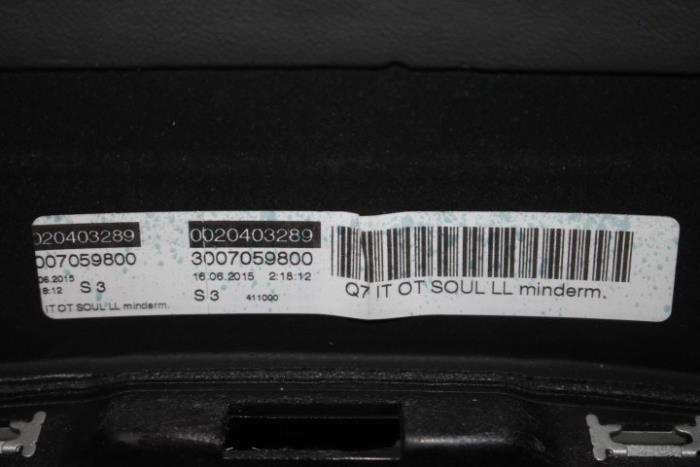 020403289
007059800
06.2015
8:12 S 3
IT OT SOUL LL minderm.
0020403289
3007059800
16.06.2015 2:18:12
S 3 411000
Q7 IT OT SOUL LL minderm.